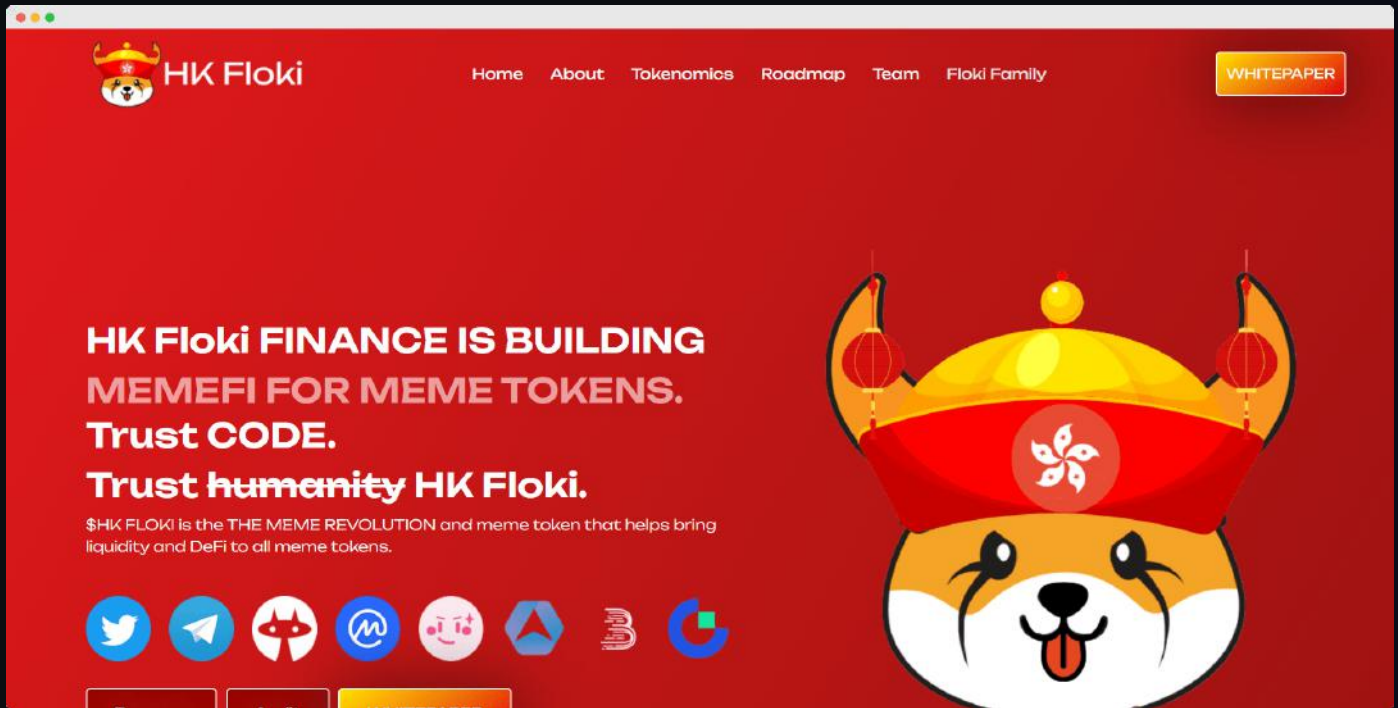 HK Floki
Home About Tokenomics Roadmap Team Floki Family
WHITEPAPER
HK Floki FINANCE IS BUILDING
MEMEFI FOR MEME TOKENS.
Trust CODE.
Trust humanity HK Floki.
$HK FLOKI is the THE MEME REVOLUTION and meme token that helps bring
liquidity and DeFi to all meme tokens.